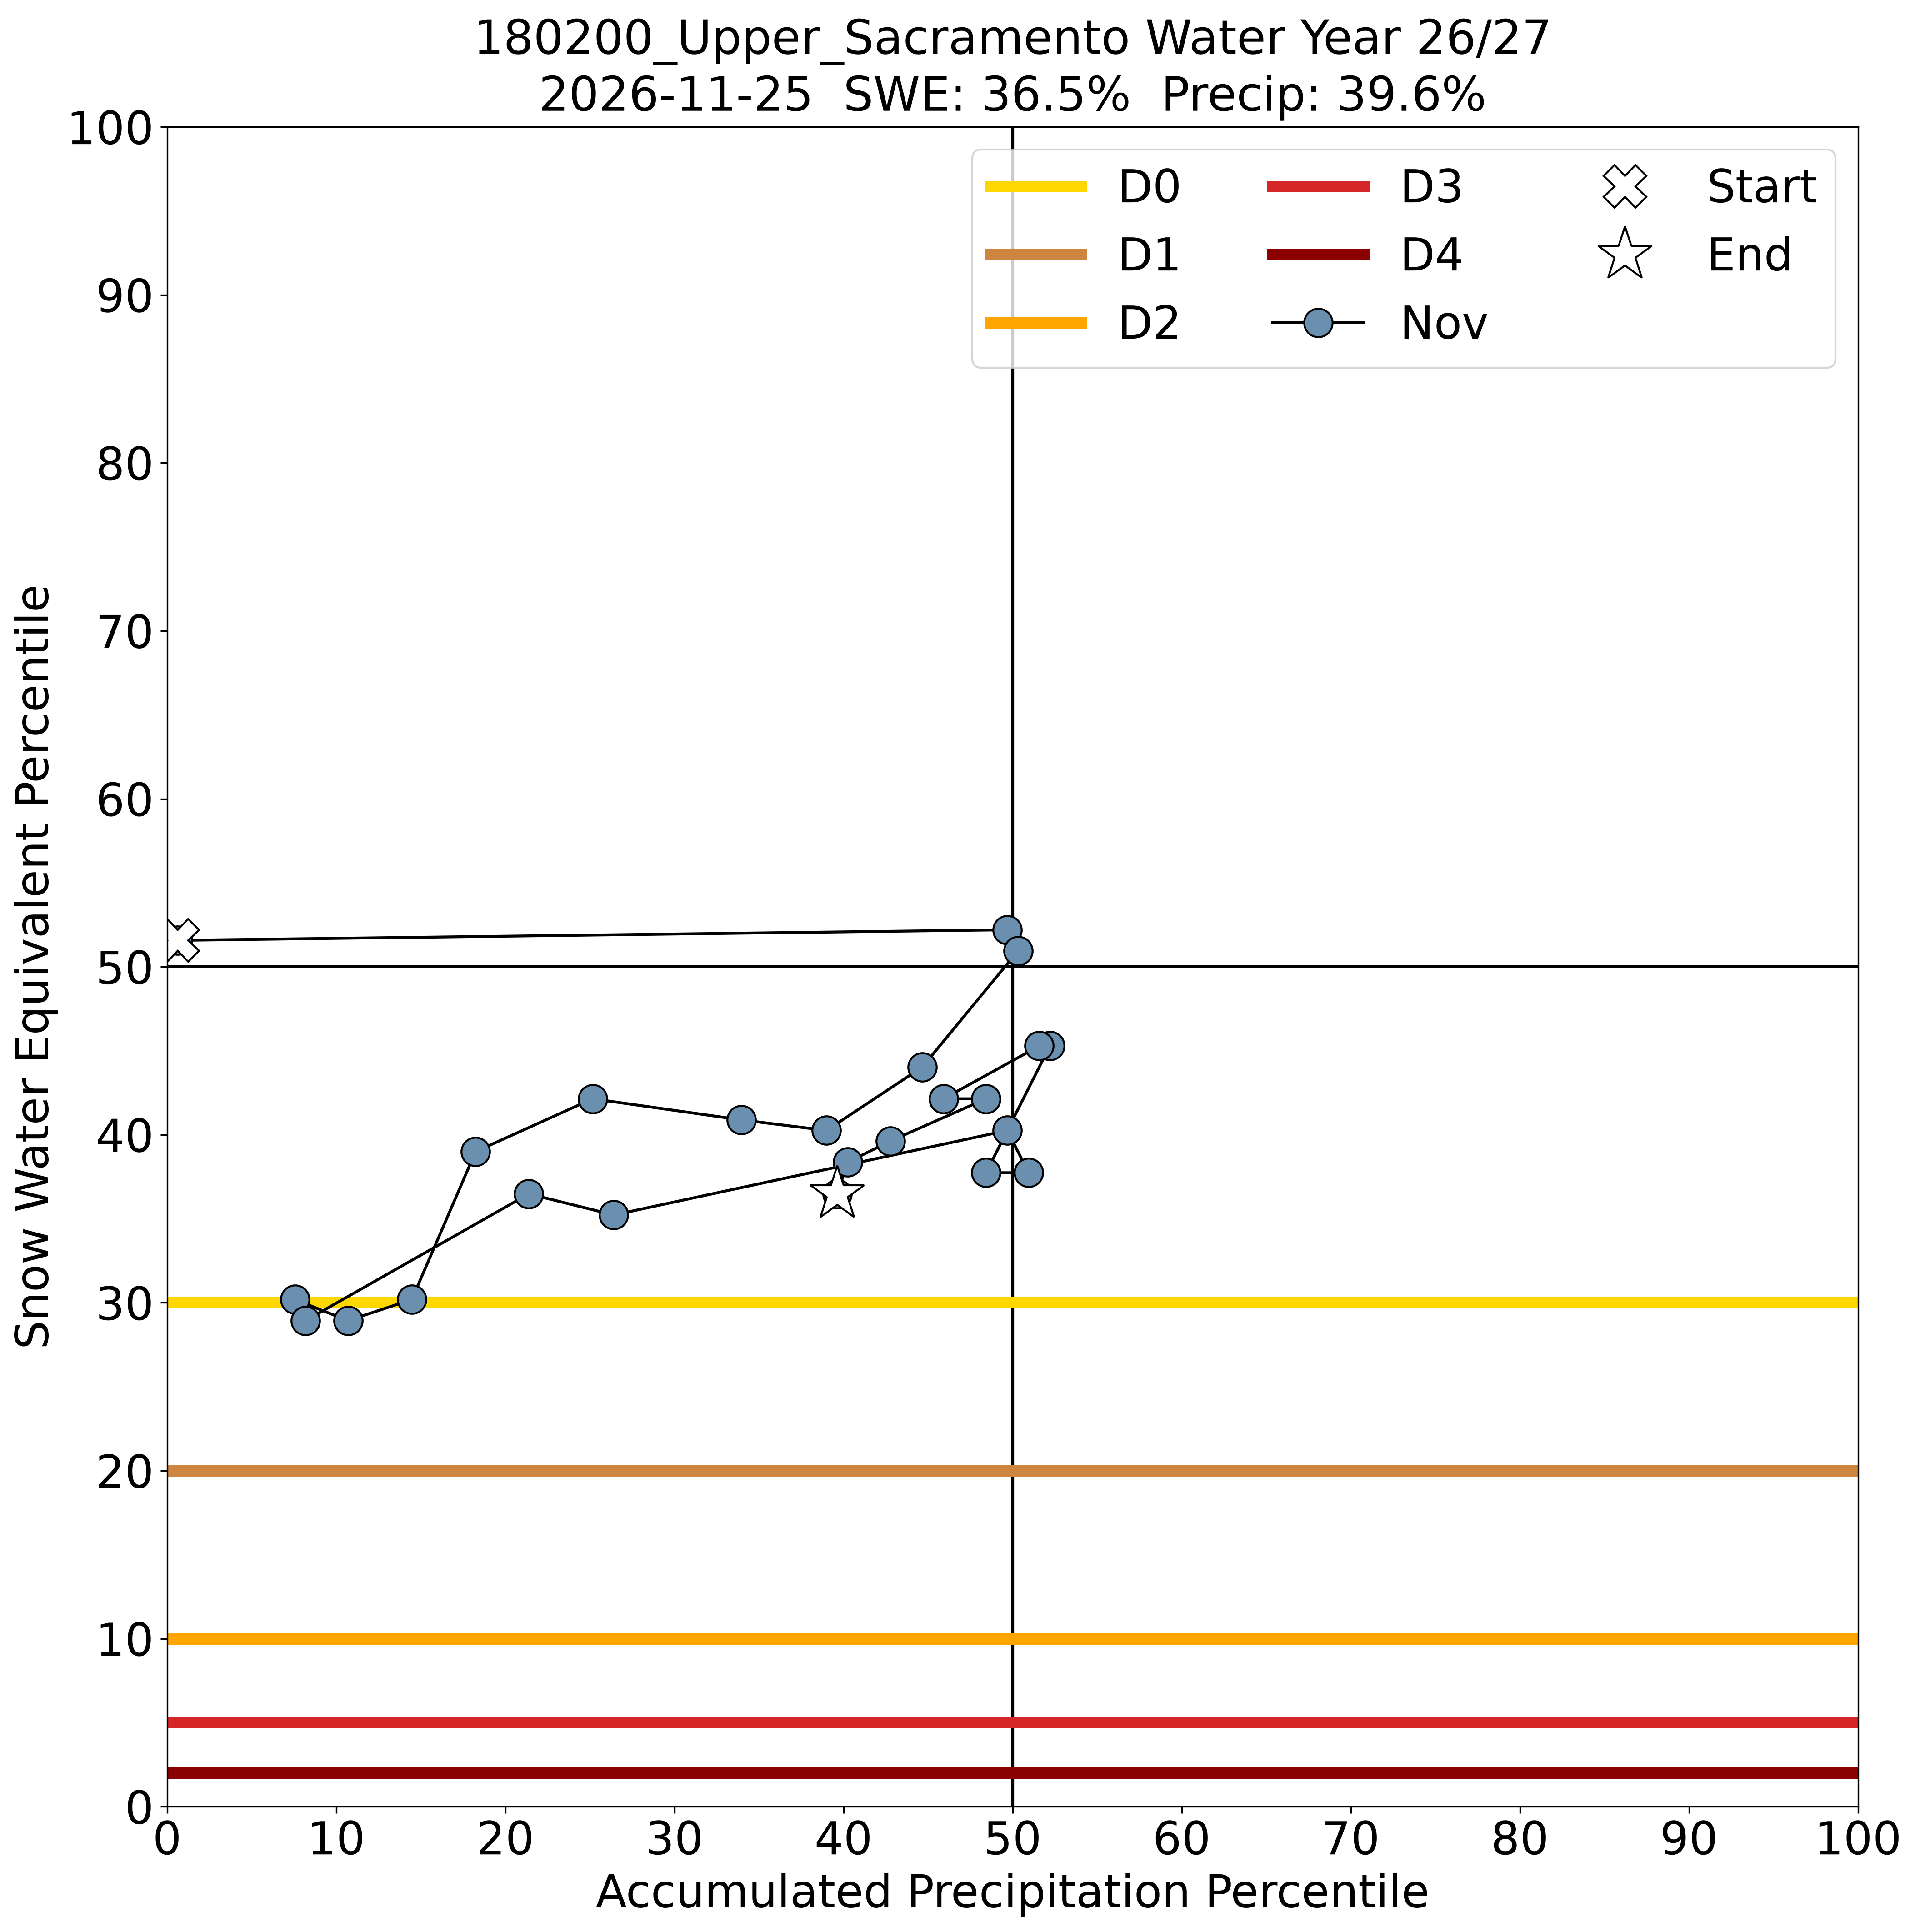 180200_Upper_Sacramento Water Year 26/27
2026-11-25 SWE: 36.5% Precip: 39.6%
100
90
80
70
60
50
40
30
20
10
0
Snow Water Equivalent Percentile
D0
D1
D2
D3
D4
Nov
Start
End
0 10 20 30 40 50 60 70 80 90 100
Accumulated Precipitation Percentile